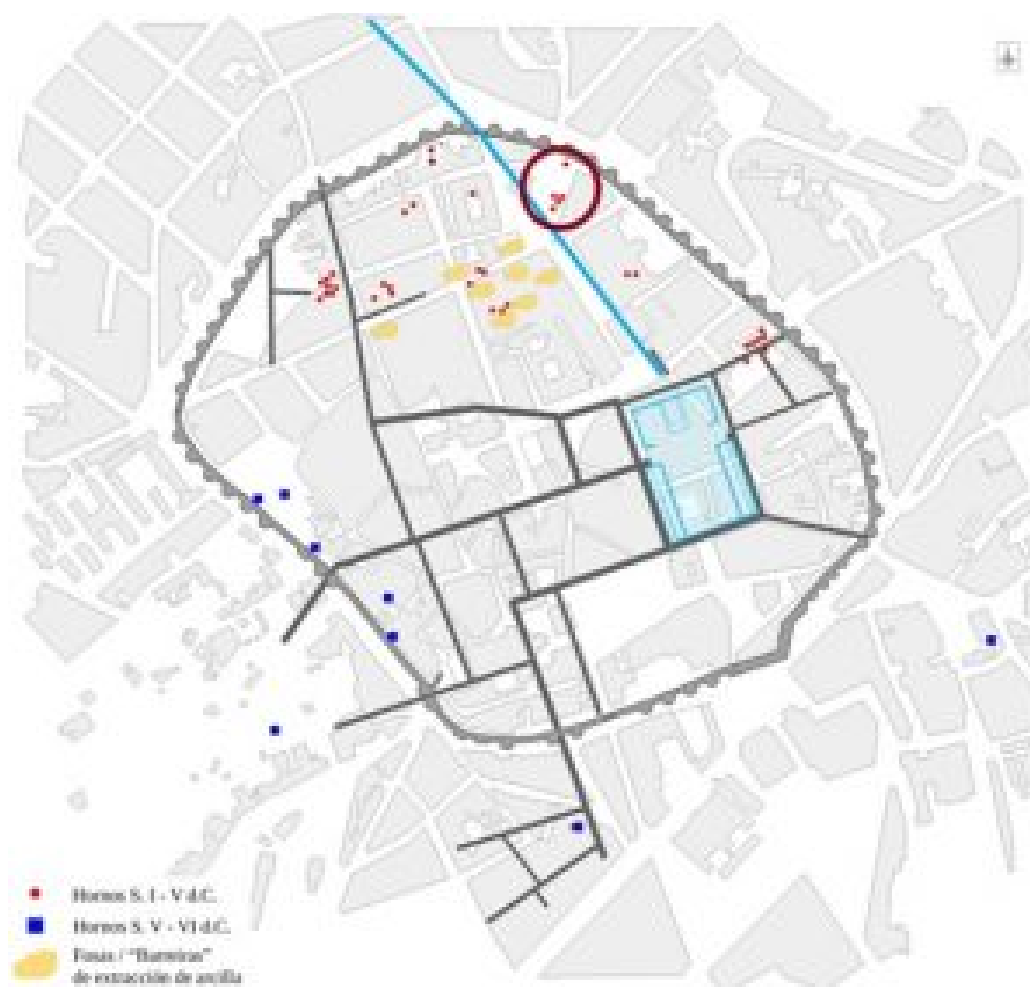 Hornos S. I - V d.C.
Hornos S. V - VI d.C.
Fosas / "Barreiras"
de extracción de arcilla